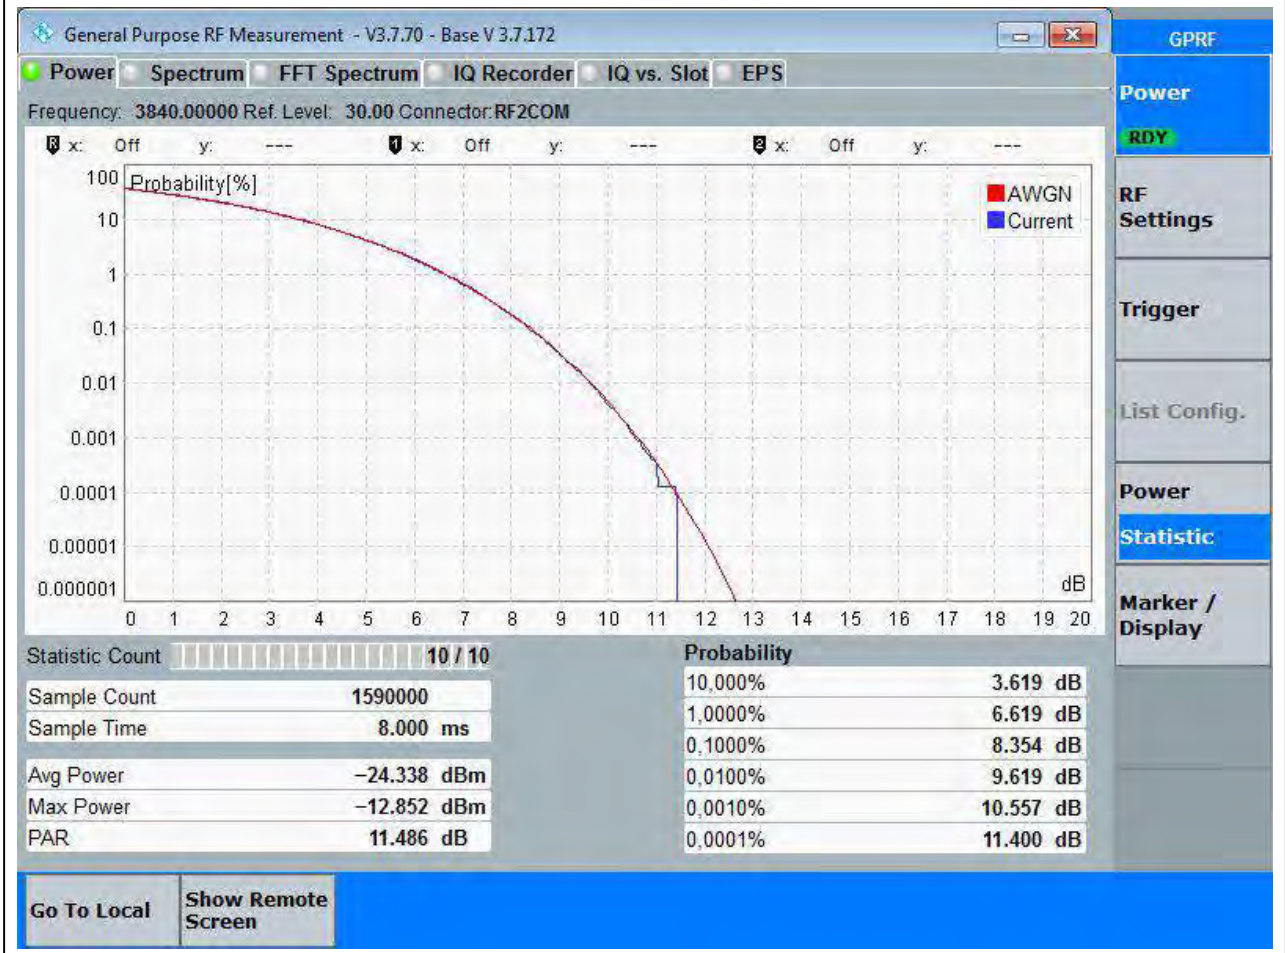 General Purpose RF Measurement - V3.7.70 - Base V 3.7.172
GPRF
Power Spectrum FFT Spectrum IQ Recorder IQ vs. Slot EPS
Frequency: 3840.00000 Ref. Level: 30.00 Connector:RF2COM
R x: Off y: --- 1 x: Off y: --- 2 x: Off y: ---
Probability[%]
AWGN
Current
100
10
1
0.1
0.01
0.001
0.0001
0.00001
0.000001
dB
0 1 2 3 4 5 6 7 8 9 10 11 12 13 14 15 16 17 18 19 20
Statistic Count 10 / 10
Sample Count 1590000
Sample Time 8.000 ms
Avg Power −24.338 dBm
Max Power −12.852 dBm
PAR 11.486 dB
Probability
10,000% 3.619 dB
1,0000% 6.619 dB
0,1000% 8.354 dB
0,0100% 9.619 dB
0,0010% 10.557 dB
0,0001% 11.400 dB
Power
RDY
RF
Settings
Trigger
List Config.
Power
Statistic
Marker /
Display
Go To Local
Show Remote
Screen